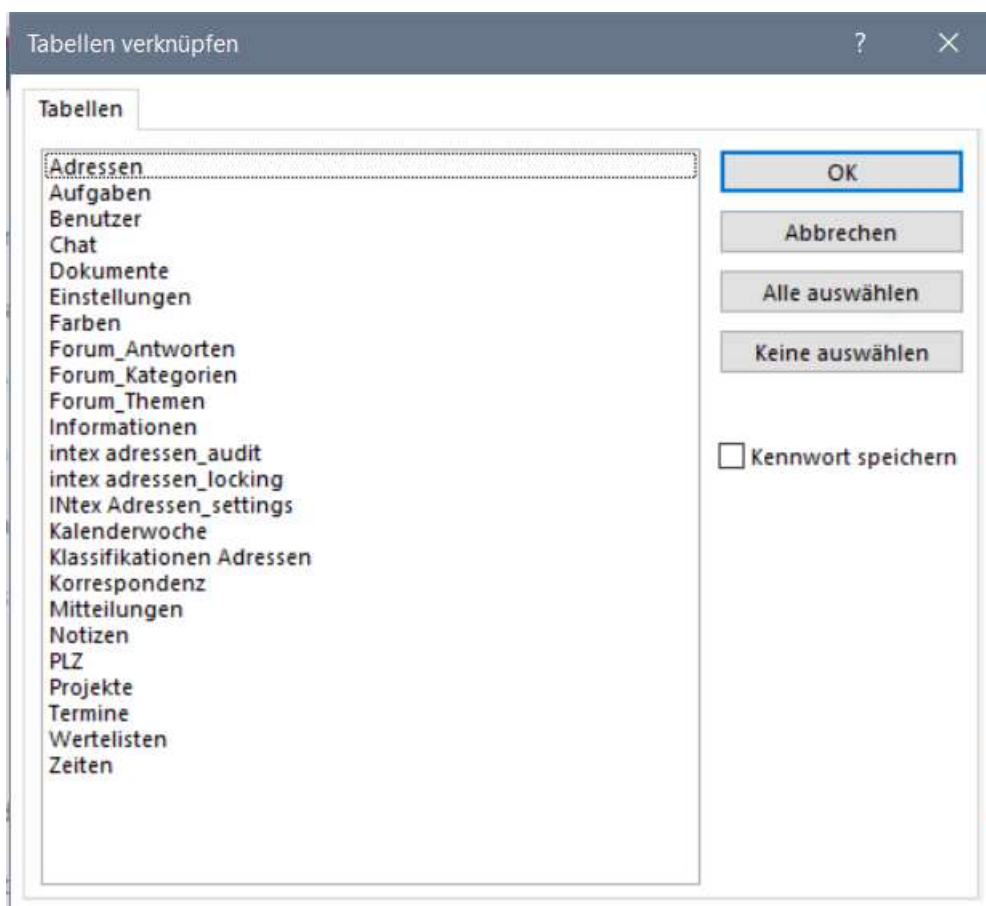 Tabellen verknüpfen
?
Tabellen
Adressen
Aufgaben
Benutzer
Chat
Dokumente
Einstellungen
Farben
Forum_Antworten
Forum_Kategorien
Forum_Themen
Informationen
intex adressen_audit
intex adressen_locking
INtex Adressen_settings
Kalenderwoche
Klassifikationen Adressen
Korrespondenz
Mitteilungen
Notizen
PLZ
Projekte
Termine
Wertelisten
Zeiten
OK
Abbrechen
Alle auswählen
Keine auswählen
Kennwort speichern